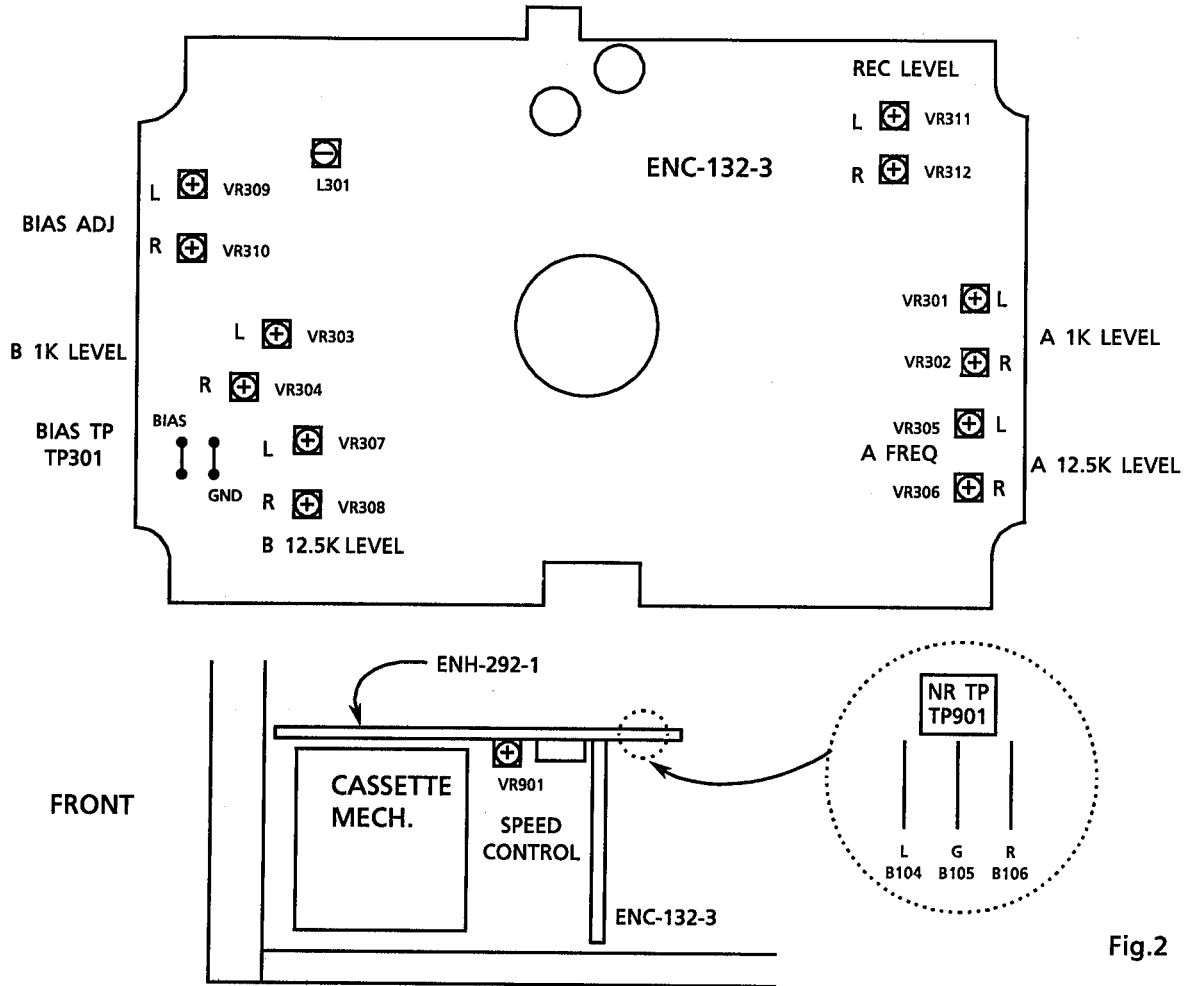 REC LEVEL
L VR311
R VR312
ENC-132-3
L301
L VR309
BIAS ADJ
R VR310
L VR303
B 1K LEVEL
R VR304
VR301 L
A 1K LEVEL
VR302 R
BIAS TP
TP301
BIAS
GND
L VR307
R VR308
B 12.5K LEVEL
VR305 L
A FREQ
A 12.5K LEVEL
VR306 R
ENH-292-1
FRONT
CASSETTE
MECH.
VR901
SPEED
CONTROL
ENC-132-3
NR TP
TP901
L G R
B104 B105 B106
Fig.2